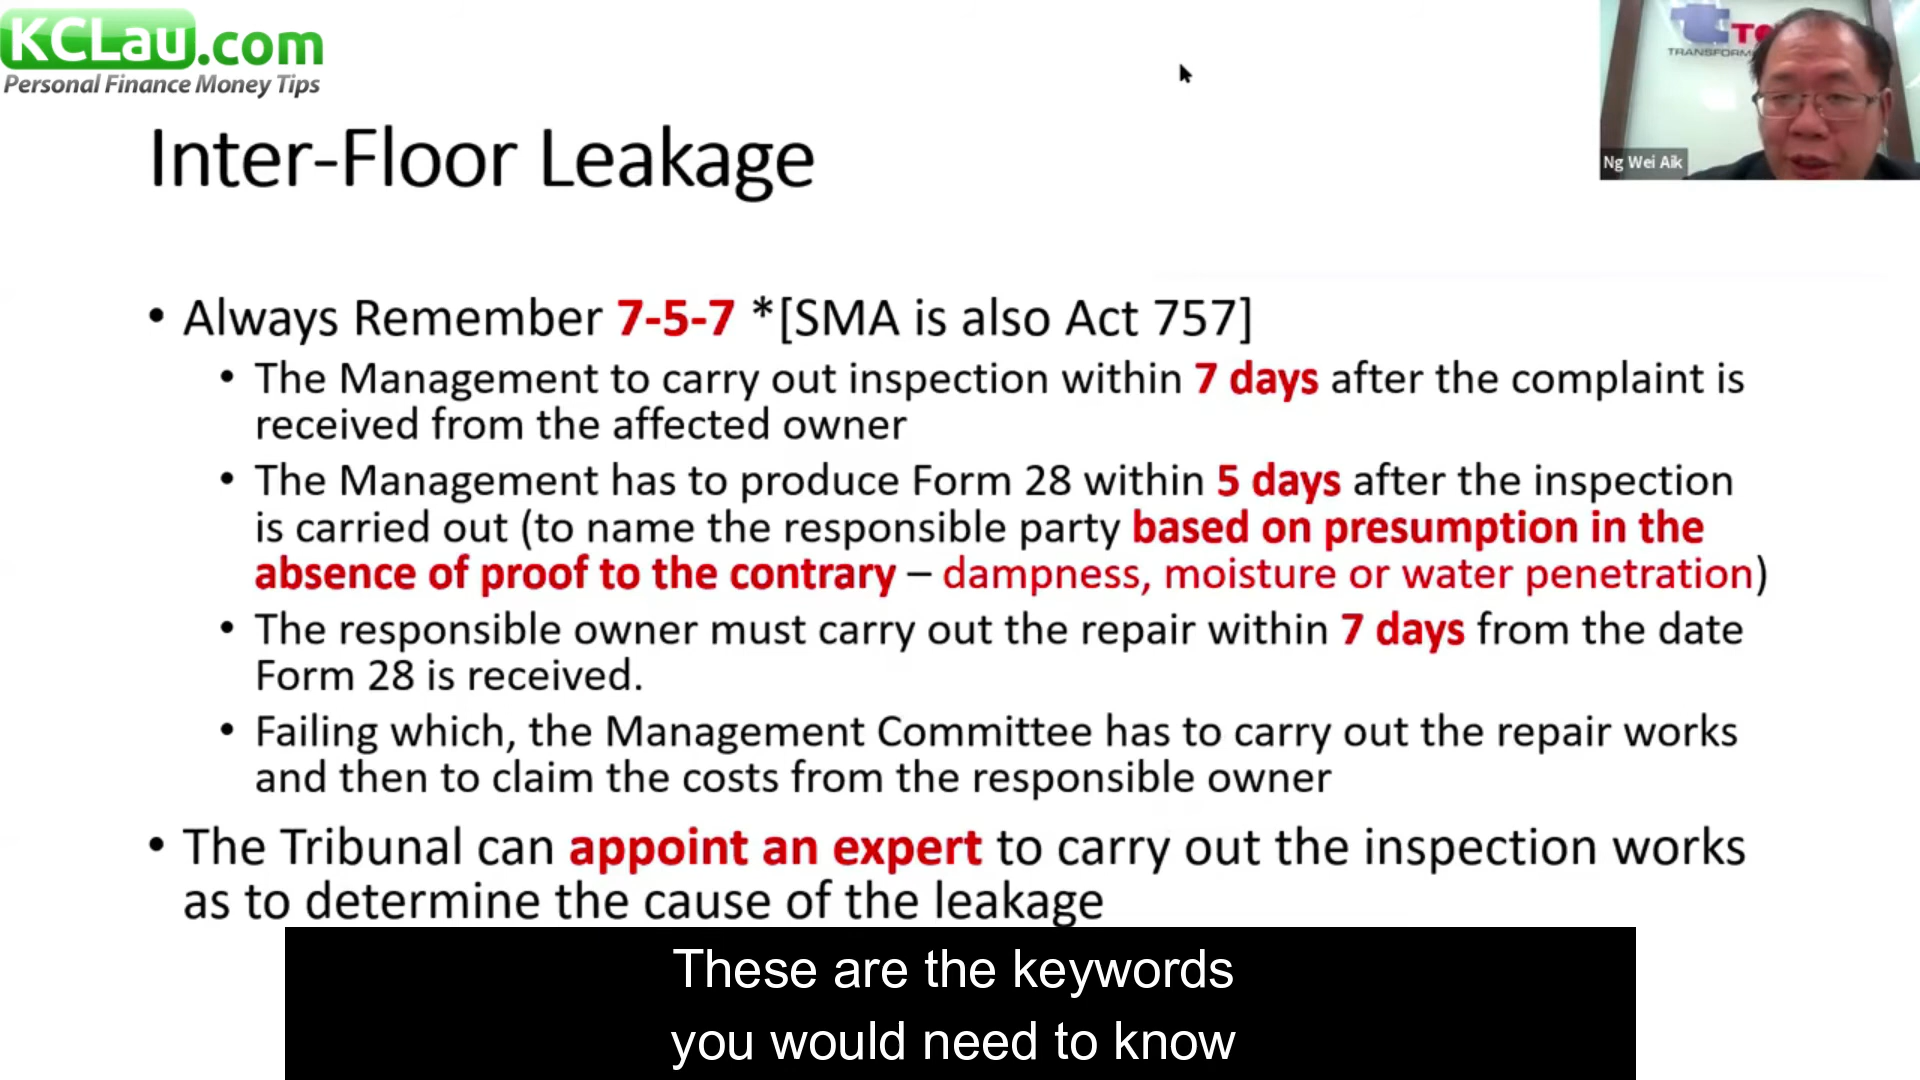 KCLau.com
Personal Finance Money Tips
TRANSFORM
Ng Wei Aik
Inter-Floor Leakage
• Always Remember 7-5-7 *[SMA is also Act 757]
• The Management to carry out inspection within 7 days after the complaint is
received from the affected owner
• The Management has to produce Form 28 within 5 days after the inspection
is carried out (to name the responsible party based on presumption in the
absence of proof to the contrary – dampness, moisture or water penetration)
• The responsible owner must carry out the repair within 7 days from the date
Form 28 is received.
• Failing which, the Management Committee has to carry out the repair works
and then to claim the costs from the responsible owner
• The Tribunal can appoint an expert to carry out the inspection works
as to determine the cause of the leakage
These are the keywords
you would need to know